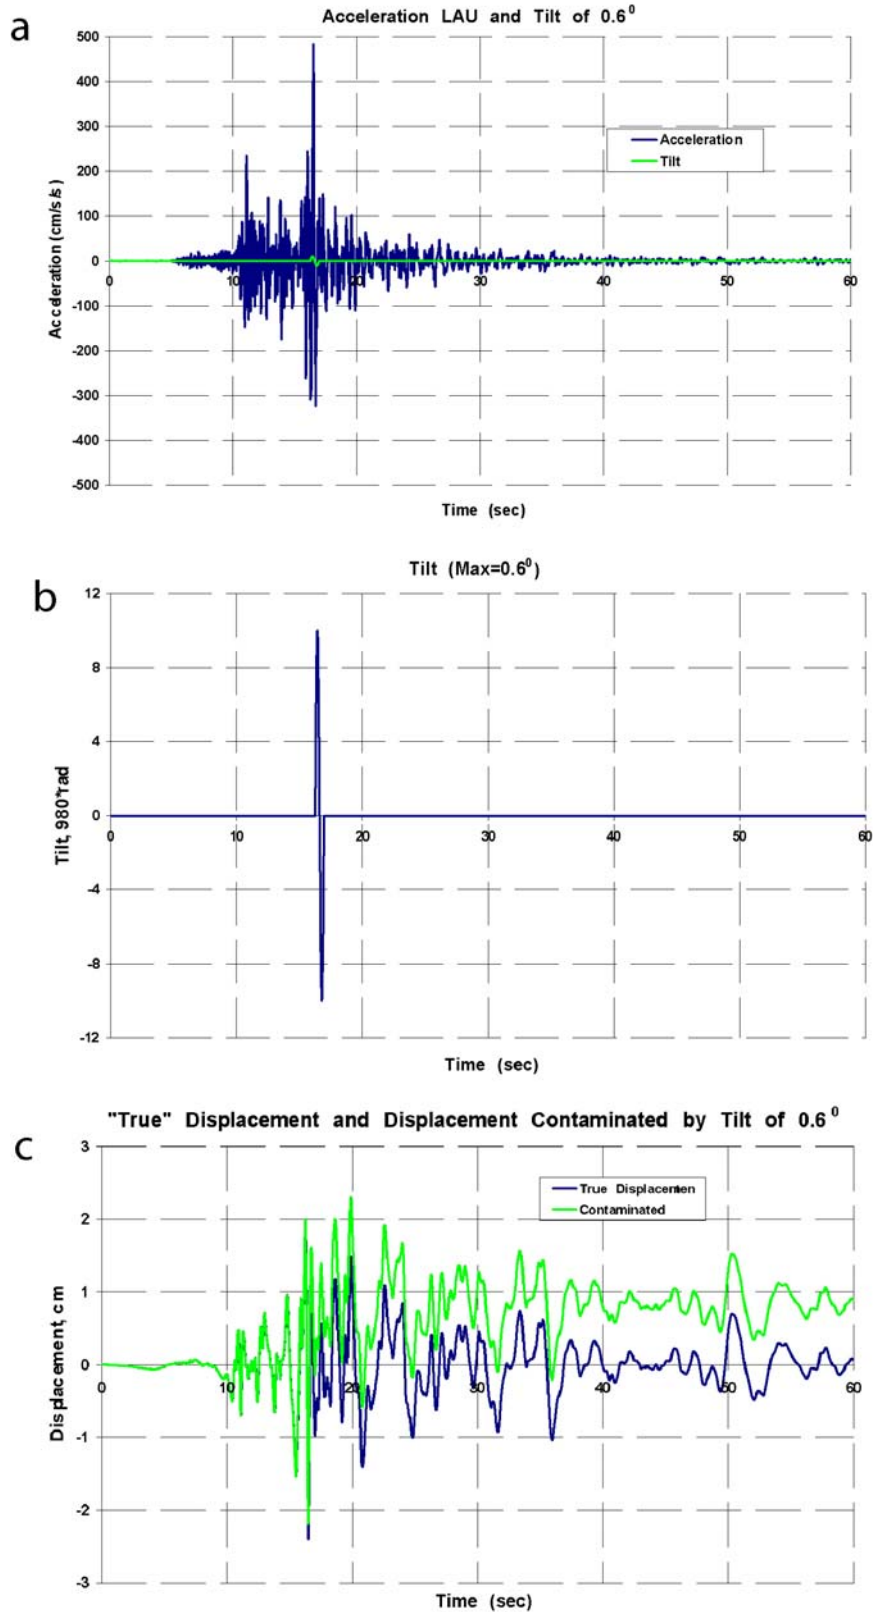 a
Acceleration LAU and Tilt of 0.6⁰
500
400
300
200
100
0
-100
-200
-300
-400
-500
Acceleration (cm/s/s)
Acceleration
Tilt
0 10 20 30 40 50 60
Time (sec)
b
Tilt (Max=0.6⁰)
12
8
4
0
-4
-8
-12
Tilt, 980*rad
0 10 20 30 40 50 60
Time (sec)
c
"True" Displacement and Displacement Contaminated by Tilt of 0.6⁰
3
2
1
0
-1
-2
-3
Displacement, cm
True Displacemen
Contaminated
0 10 20 30 40 50 60
Time (sec)